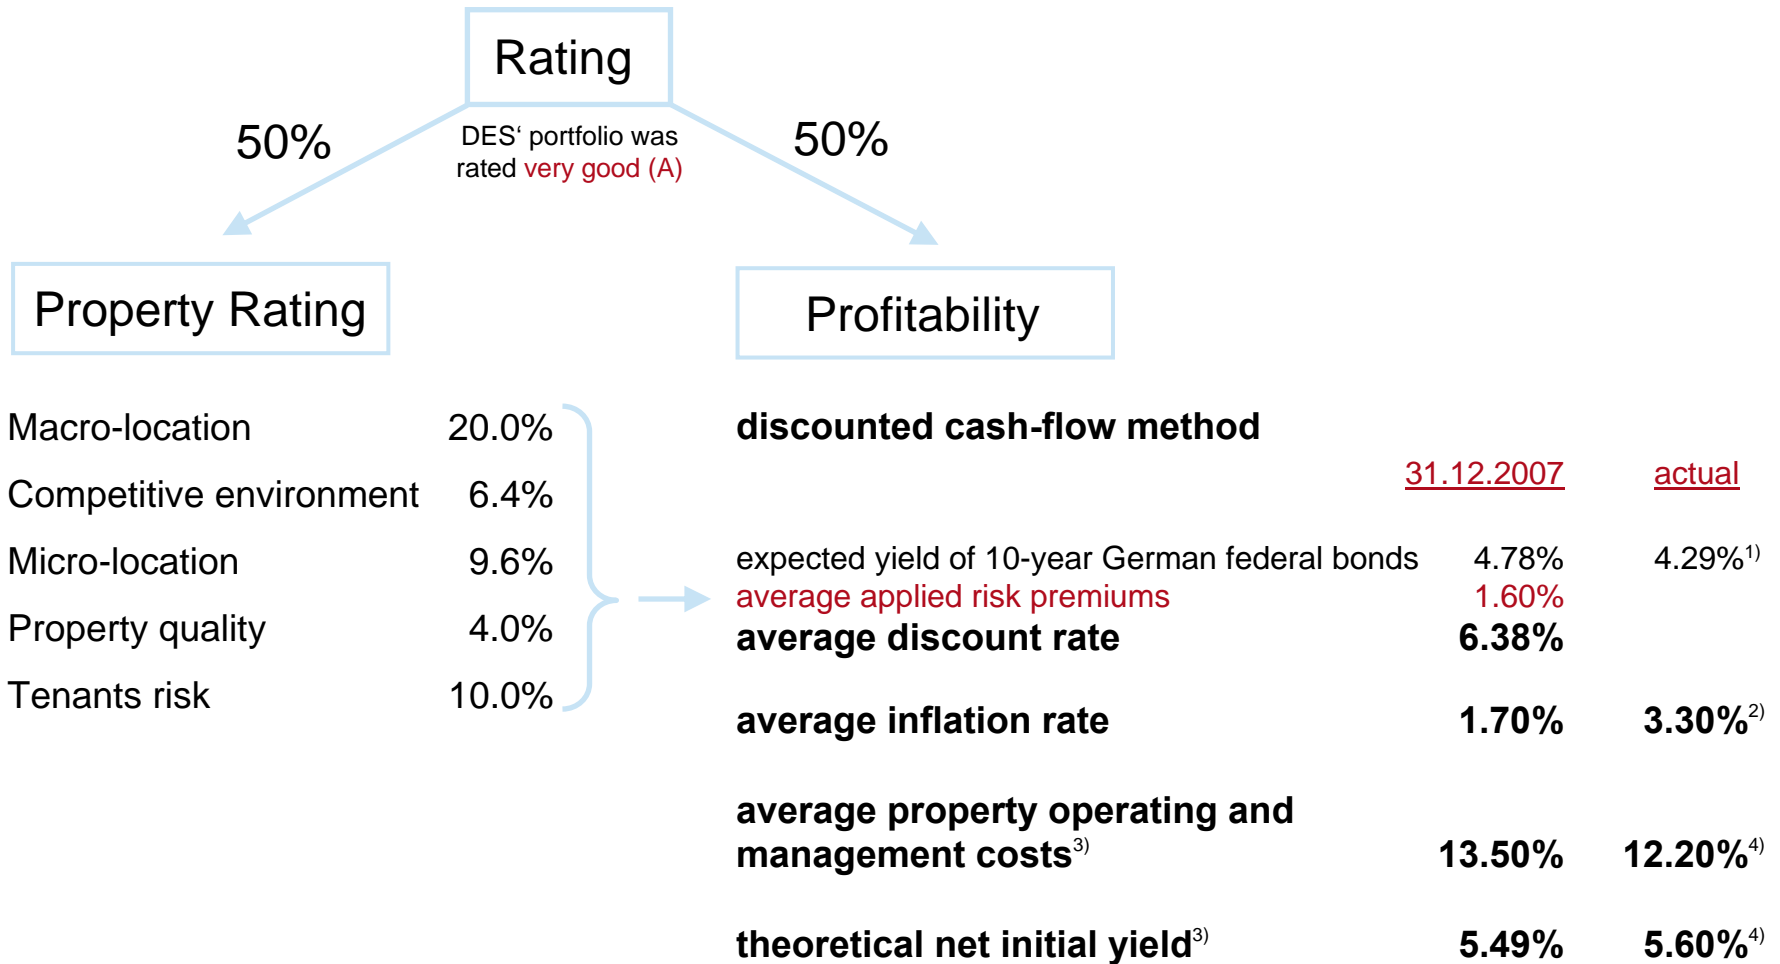 Rating
50%
DES‘ portfolio was
rated very good (A)
50%
Property Rating
Profitability
Macro-location 20.0%
Competitive environment 6.4%
Micro-location 9.6%
Property quality 4.0%
Tenants risk 10.0%
discounted cash-flow method
31.12.2007 actual
expected yield of 10-year German federal bonds 4.78% 4.29%1)
average applied risk premiums 1.60%
average discount rate 6.38%
average inflation rate 1.70% 3.30%2)
average property operating and
management costs3) 13.50% 12.20%4)
theoretical net initial yield3) 5.49% 5.60%4)